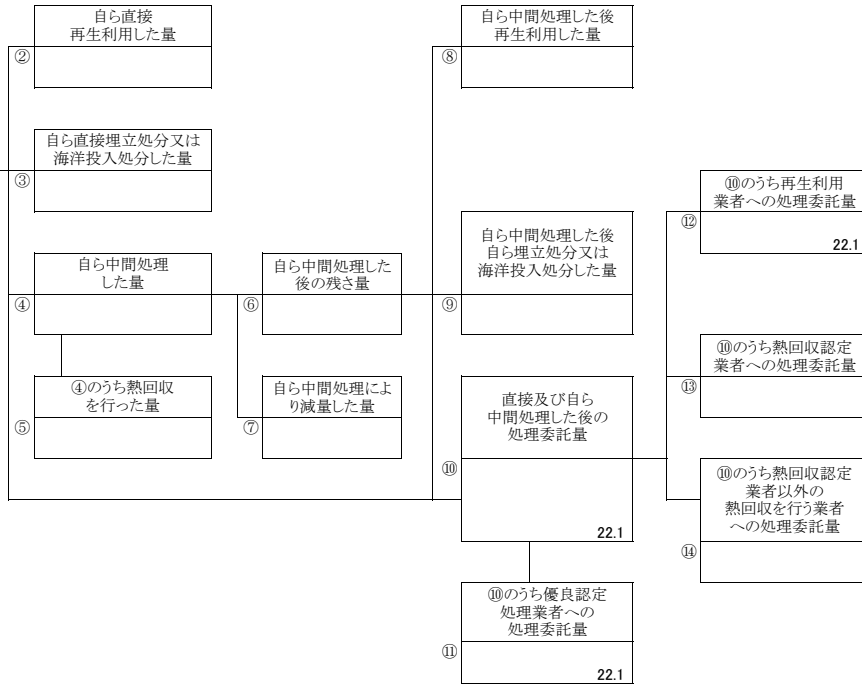 自ら直接
再生利用した量
②
自ら直接埋立処分又は
海洋投入処分した量
③
自ら中間処理
した量
④
④のうち熱回収
を行った量
⑤
自ら中間処理した
後の残さ量
⑥
自ら中間処理によ
り減量した量
⑦
自ら中間処理した後
再生利用した量
⑧
自ら中間処理した後
自ら埋立処分又は
海洋投入処分した量
⑨
直接及び自ら
中間処理した後の
処理委託量
⑩
22.1
⑩のうち優良認定
処理業者への
処理委託量
⑪
22.1
⑩のうち再生利用
業者への処理委託量
⑫
22.1
⑩のうち熱回収認定
業者への処理委託量
⑬
⑩のうち熱回収認定
業者以外の
熱回収を行う業者
への処理委託量
⑭